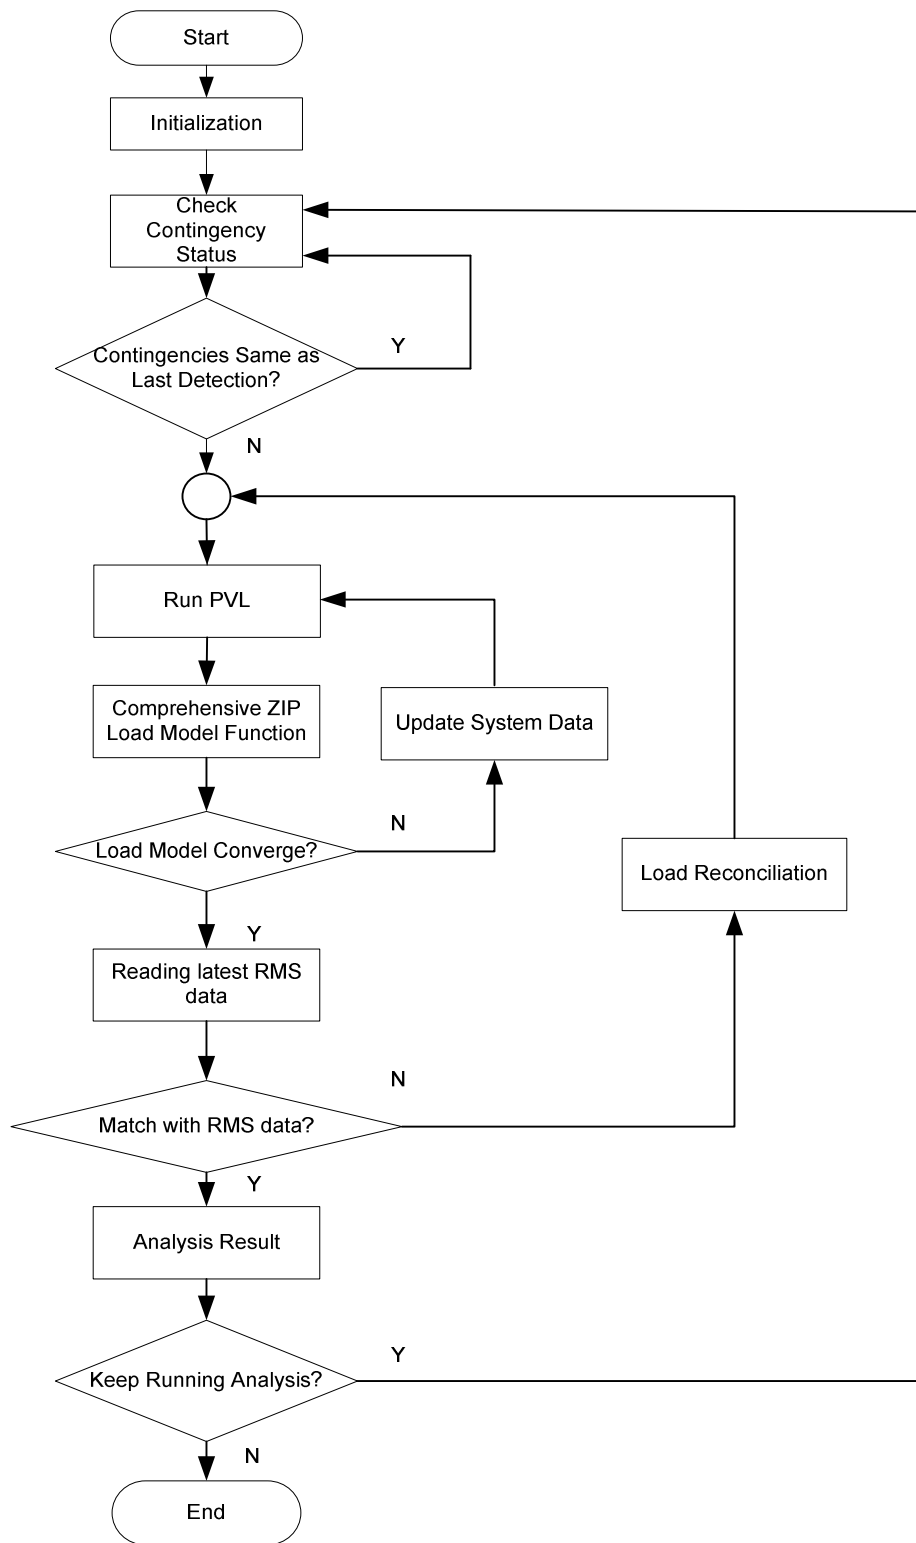 Start
Initialization
Check
Contingency
Status
Contingencies Same as
Last Detection?
Y
N
Run PVL
Comprehensive ZIP
Load Model Function
Update System Data
Load Model Converge?
N
Load Reconciliation
Y
Reading latest RMS
data
Match with RMS data?
N
Y
Analysis Result
Keep Running Analysis?
Y
N
End